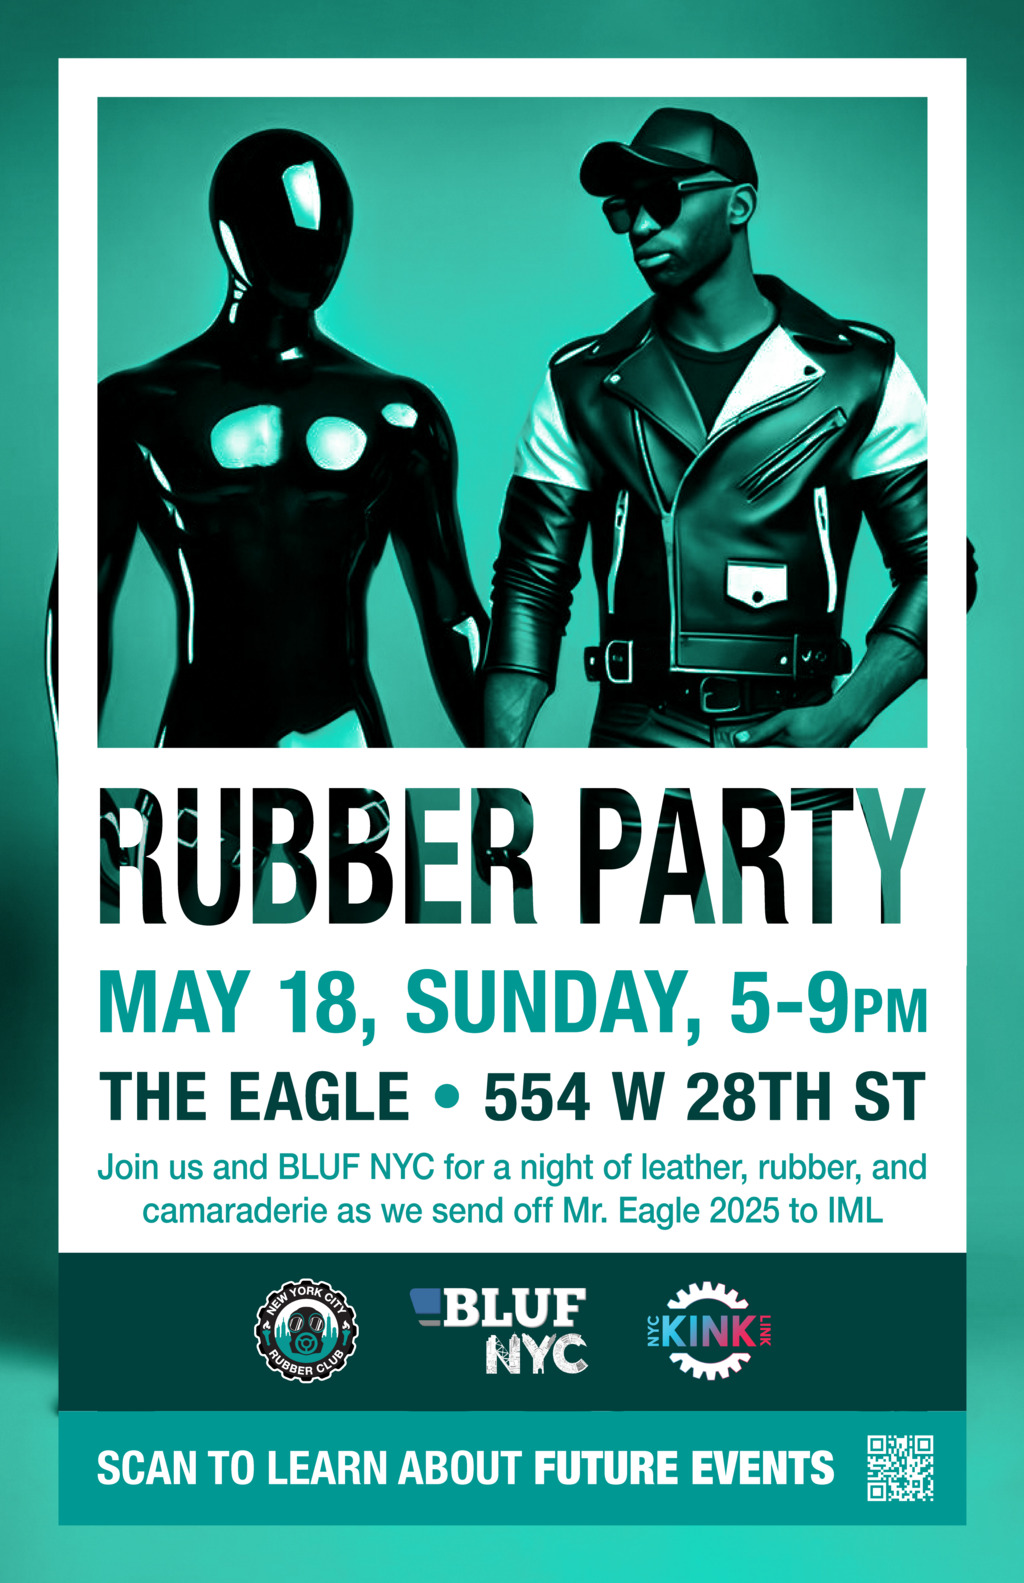 RUBBER PARTY
MAY 18, SUNDAY, 5-9PM
THE EAGLE • 554 W 28TH ST
Join us and BLUF NYC for a night of leather, rubber, and
camaraderie as we send off Mr. Eagle 2025 to IML
NEW YORK CITY
RUBBER CLUB
BLUF
NYC
NYC KINK LINK
SCAN TO LEARN ABOUT FUTURE EVENTS